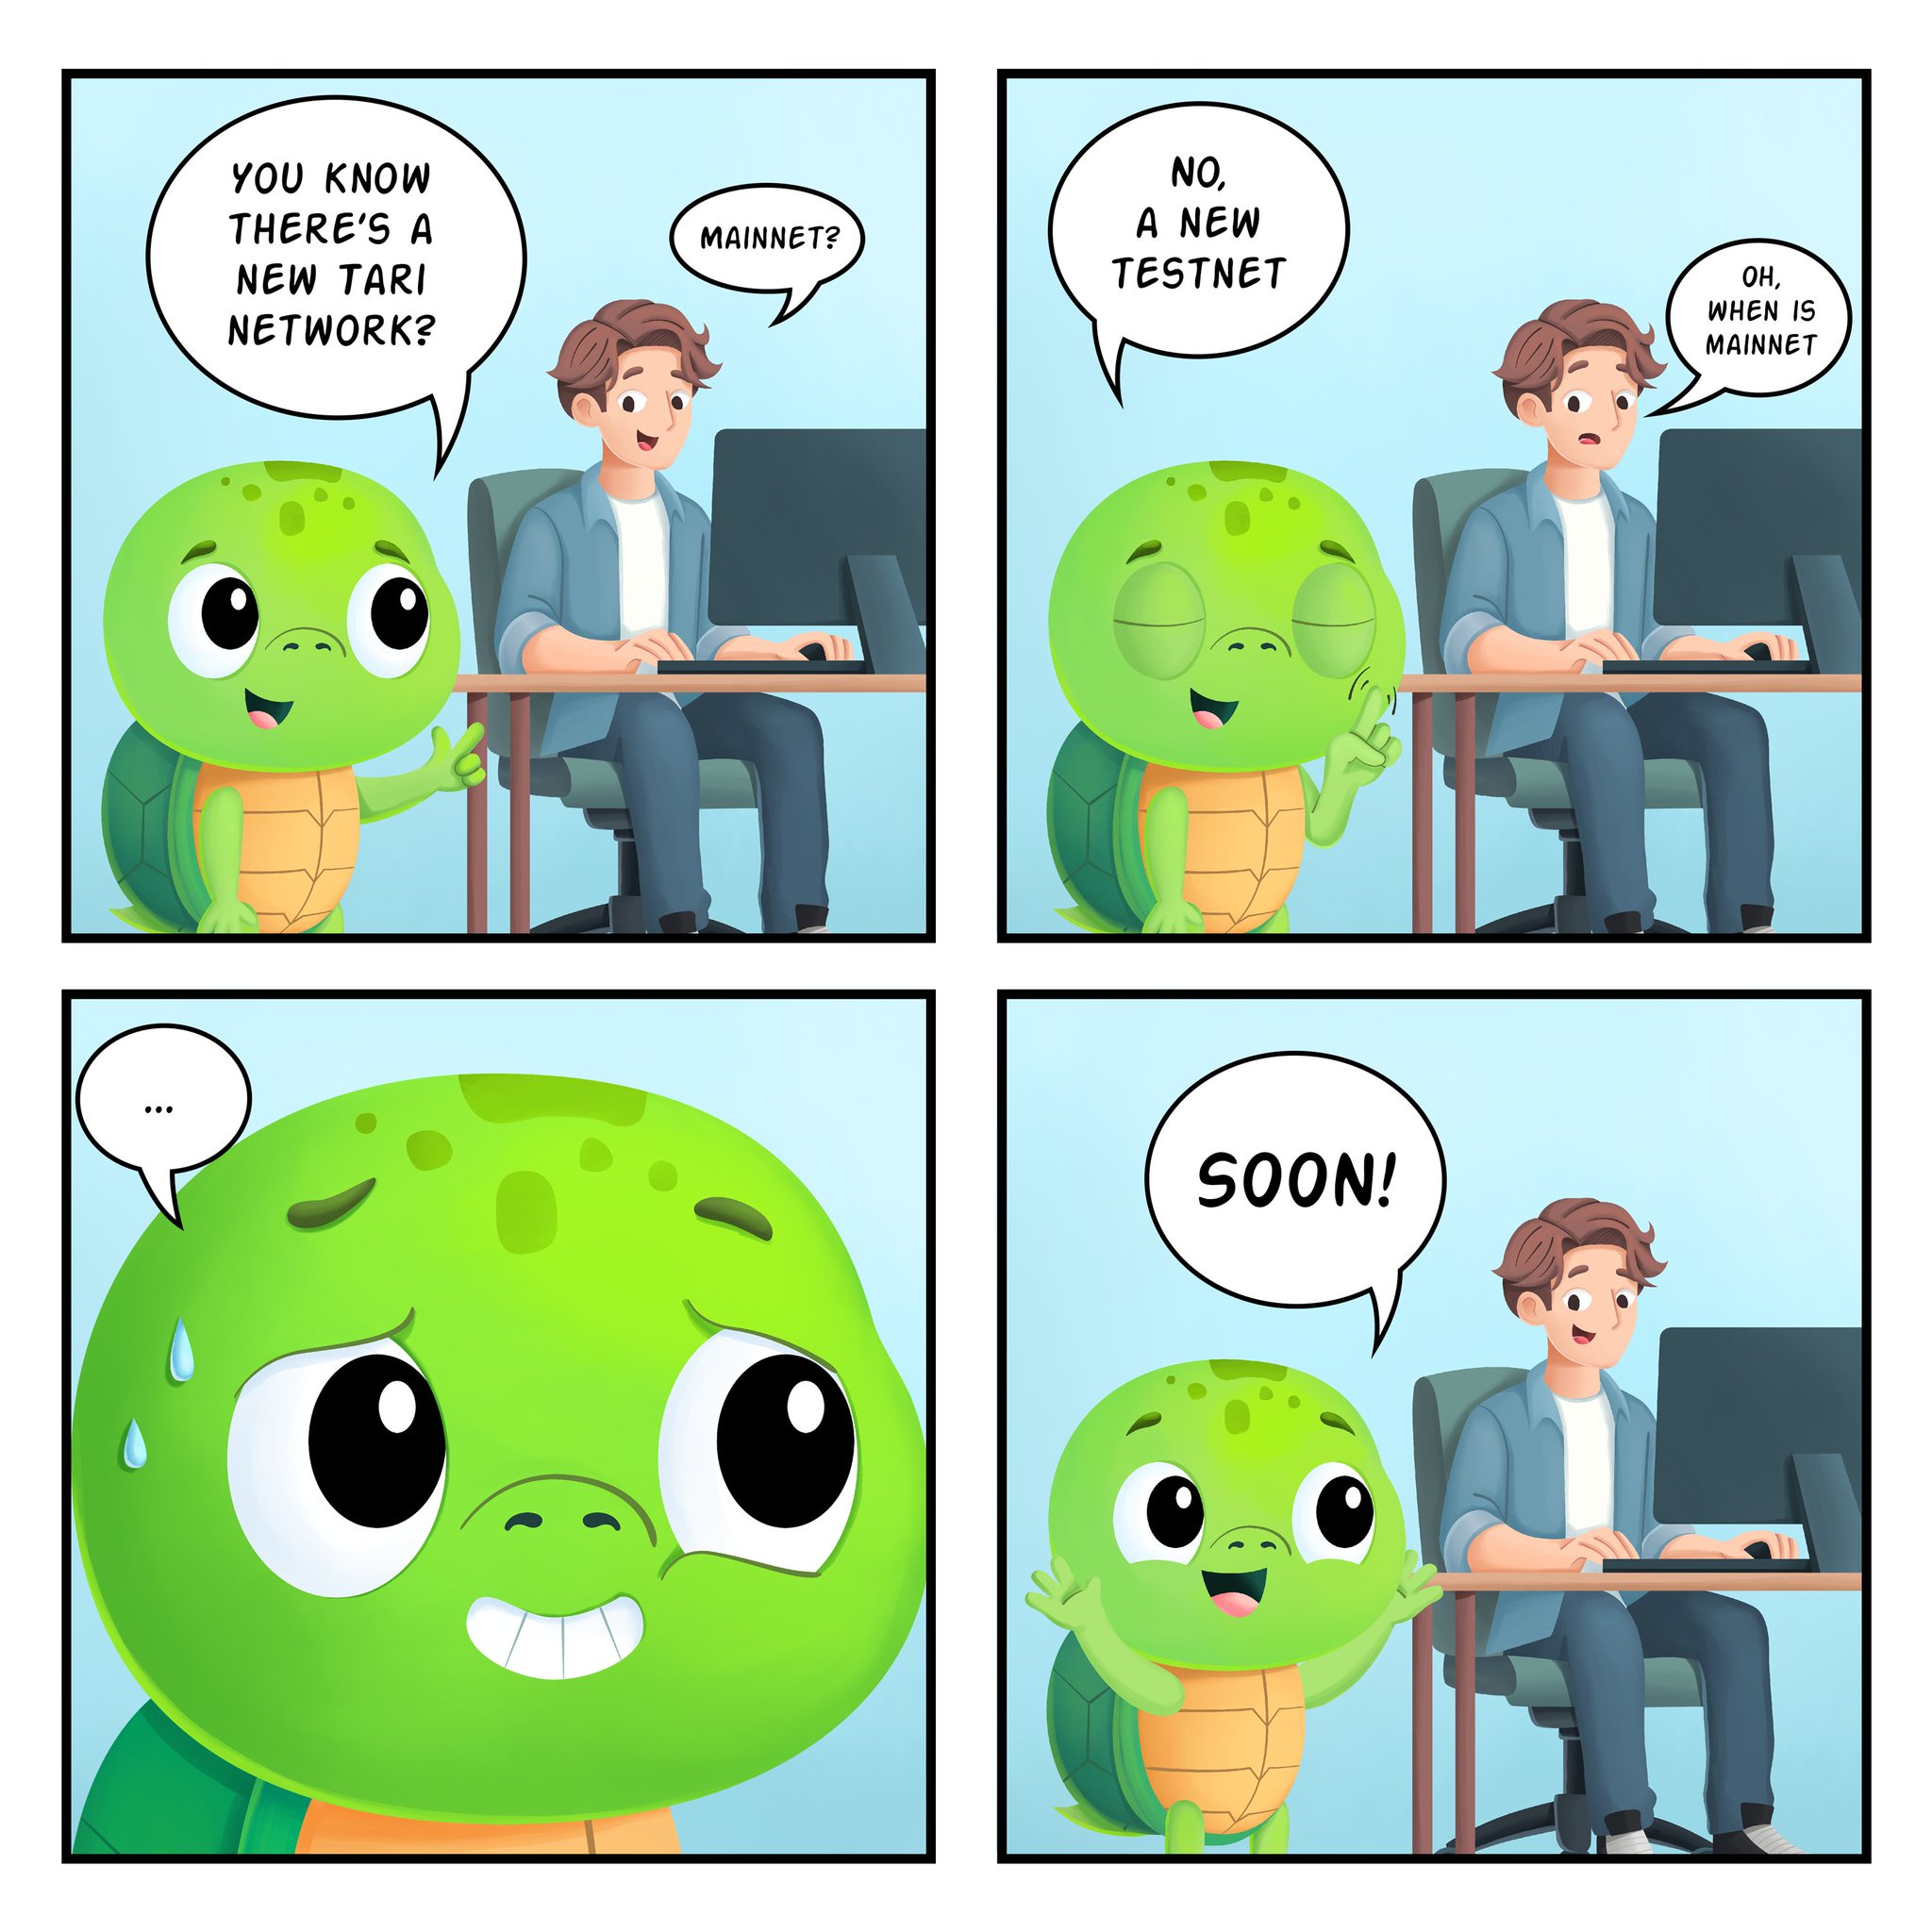 YOU KNOW
THERE'S A
NEW TARI
NETWORK?
MAINNET?
NO,
A NEW
TESTNET
OH,
WHEN IS
MAINNET
...
SOON!